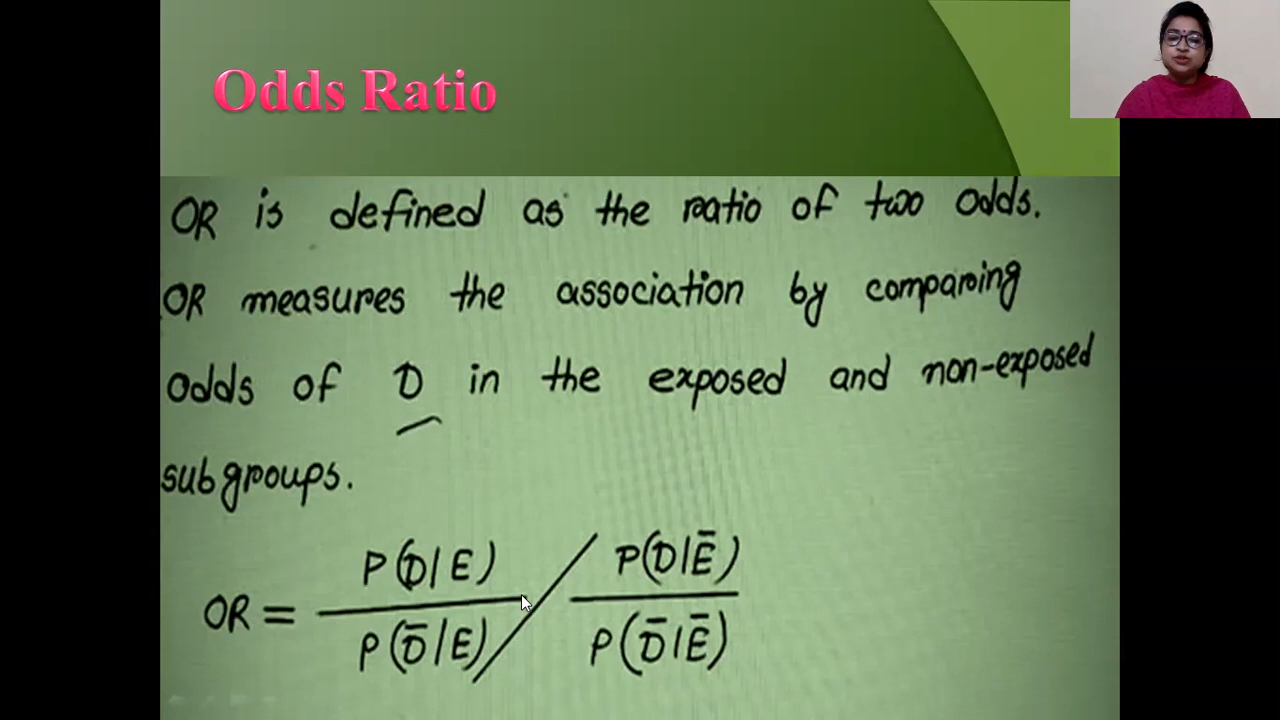 Odds Ratio
OR is defined as the ratio of two odds.
OR measures the association by comparing
odds of D in the exposed and non-exposed
subgroups.
OR = P(D|E) / P(D|Ē)
P(D̄|E) P(D̄|Ē)